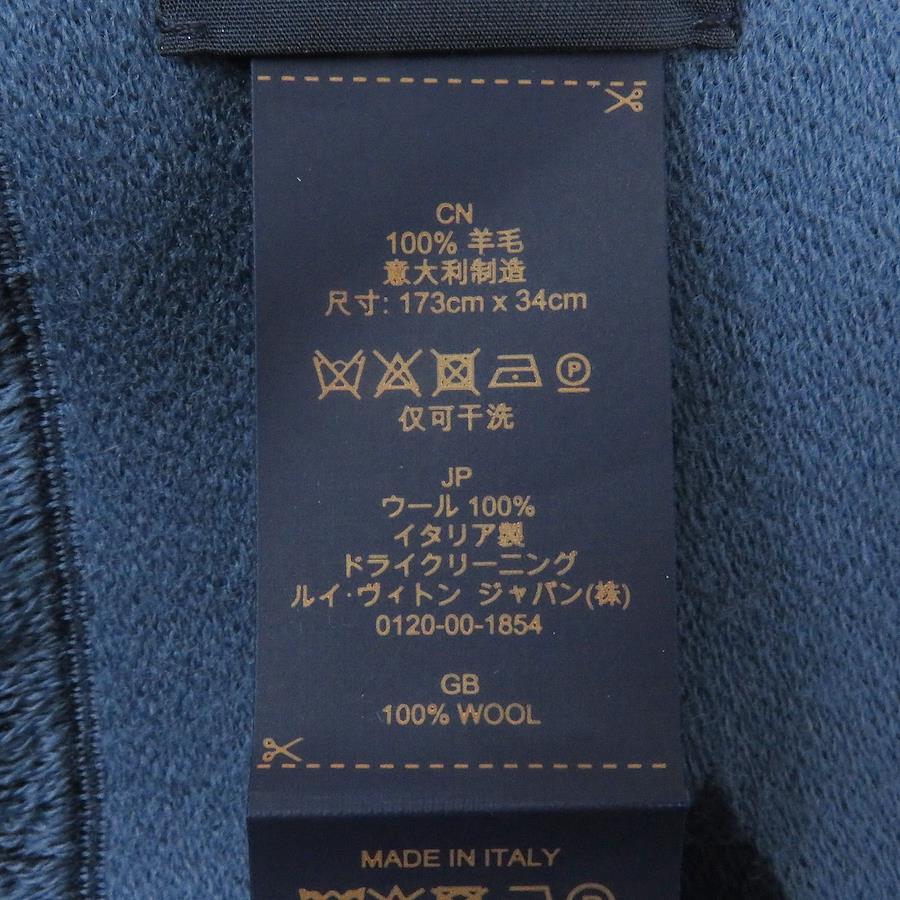 CN
100% 羊毛
意大利制造
尺寸: 173cm x 34cm
P
仅可干洗
JP
ウール 100%
イタリア製
ドライクリーニング
ルイ·ヴィトン ジャパン(株)
0120-00-1854
GB
100% WOOL
MADE IN ITALY